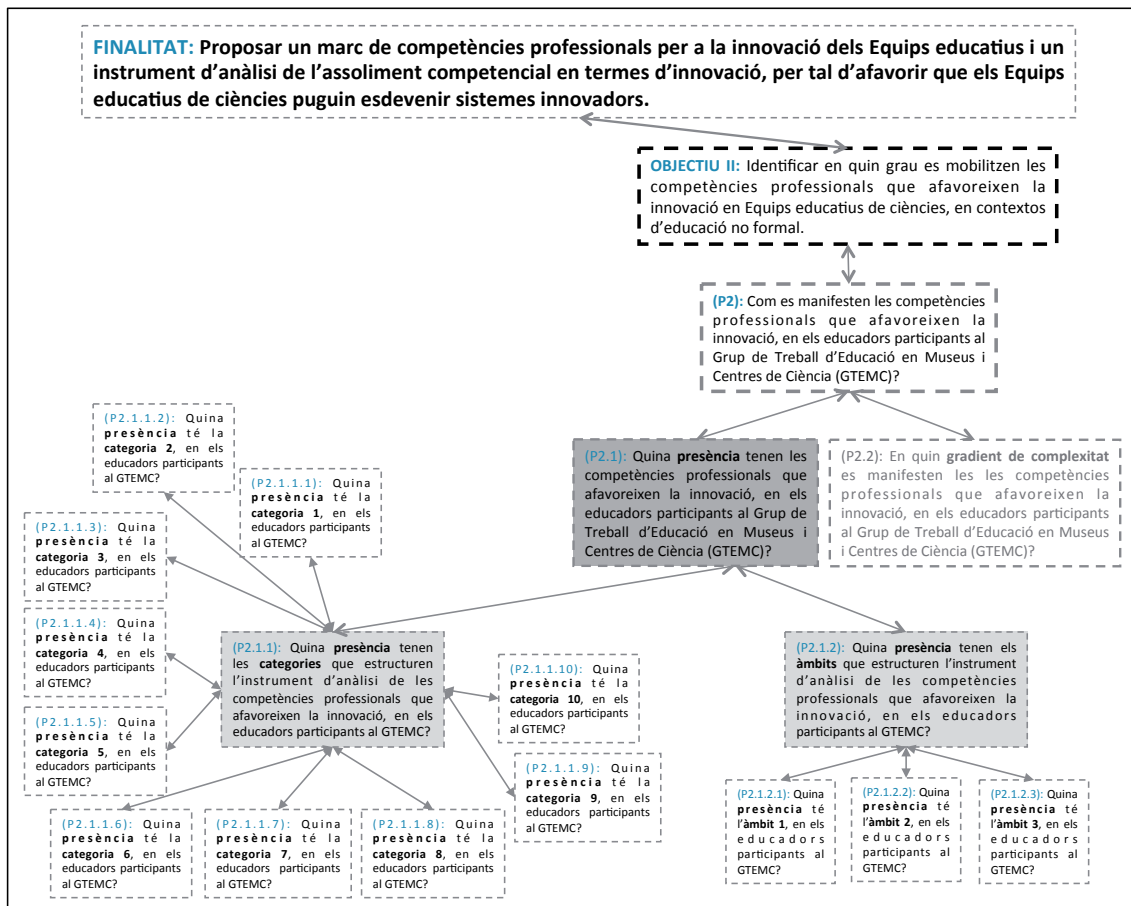 FINALITAT: Proposar un marc de competències professionals per a la innovació dels Equips educatius i un
instrument d'anàlisi de l'assoliment competencial en termes d'innovació, per tal d'afavorir que els Equips
educatius de ciències puguin esdevenir sistemes innovadors.
OBJECTIU II: Identificar en quin grau es mobilitzen les
competències professionals que afavoreixen la
innovació en Equips educatius de ciències, en contextos
d'educació no formal.
(P2): Com es manifesten les competències
professionals que afavoreixen la
innovació, en els educadors participants al
Grup de Treball d'Educació en Museus i
Centres de Ciència (GTEMC)?
(P2.1): Quina presència tenen les
competències professionals que
afavoreixen la innovació, en els
educadors participants al Grup de
Treball d'Educació en Museus i
Centres de Ciència (GTEMC)?
(P2.2): En quin gradient de complexitat
es manifesten les les competències
professionals que afavoreixen la
innovació, en els educadors participants
al Grup de Treball d'Educació en Museus
i Centres de Ciència (GTEMC)?
(P2.1.1.2): Quina
presència té la
categoria 2, en els
educadors participants
al GTEMC?
(P2.1.1.1): Quina
presència té la
categoria 1, en els
educadors participants
al GTEMC?
(P2.1.1.3): Quina
presència té la
categoria 3, en els
educadors participants
al GTEMC?
(P2.1.1.4): Quina
presència té la
categoria 4, en els
educadors participants
al GTEMC?
(P2.1.1.5): Quina
presència té la
categoria 5, en els
educadors participants
al GTEMC?
(P2.1.1): Quina presència tenen
les categories que estructuren
l'instrument d'anàlisi de les
competències professionals que
afavoreixen la innovació, en els
educadors participants al GTEMC?
(P2.1.1.10): Quina
presència té la
categoria 10, en els
educadors participants
al GTEMC?
(P2.1.1.9): Quina
presència té la
categoria 9, en els
educadors participants
al GTEMC?
(P2.1.1.6): Quina
presència té la
categoria 6, en els
educadors participants
al GTEMC?
(P2.1.1.7): Quina
presència té la
categoria 7, en els
educadors participants
al GTEMC?
(P2.1.1.8): Quina
presència té la
categoria 8, en els
educadors participants
al GTEMC?
(P2.1.2): Quina presència tenen els
àmbits que estructuren l'instrument
d'anàlisi de les competències
professionals que afavoreixen la
innovació, en els educadors
participants al GTEMC?
(P2.1.2.1): Quina
presència té
l'àmbit 1, en els
educadors
participants al
GTEMC?
(P2.1.2.2): Quina
presència té
l'àmbit 2, en els
educadors
participants al
GTEMC?
(P2.1.2.3): Quina
presència té
l'àmbit 3, en els
educadors
participants al
GTEMC?